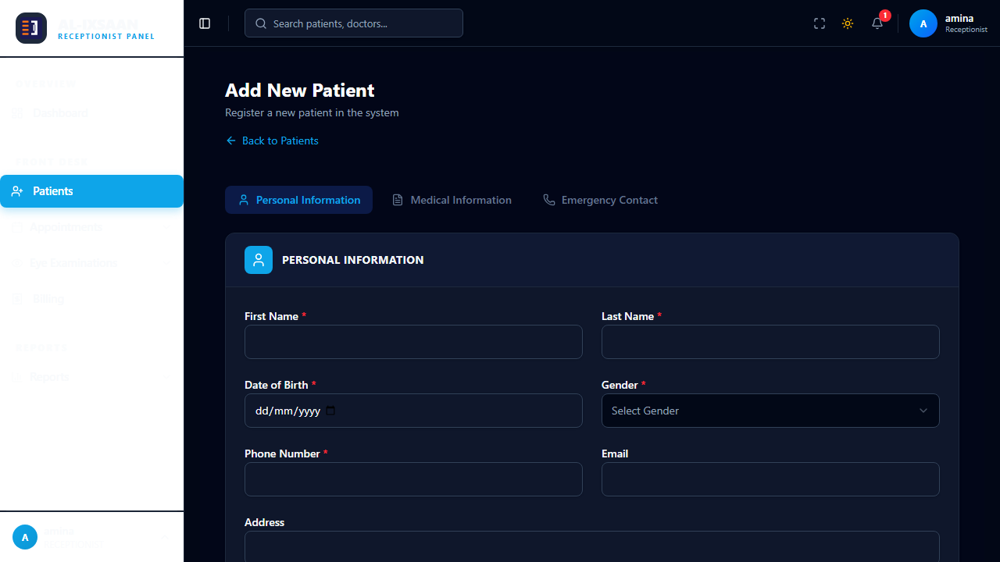 AL-IXSAAN
RECEPTIONIST PANEL
OVERVIEW
Dashboard
FRONT DESK
Patients
Appointments
Eye Examinations
Billing
REPORTS
Reports
amina
RECEPTIONIST
Search patients, doctors...
1
A
amina
Receptionist
Add New Patient
Register a new patient in the system
Back to Patients
Personal Information
Medical Information
Emergency Contact
PERSONAL INFORMATION
First Name *
Last Name *
Date of Birth *
Gender *
dd/mm/yyyy
Select Gender
Phone Number *
Email
Address
A